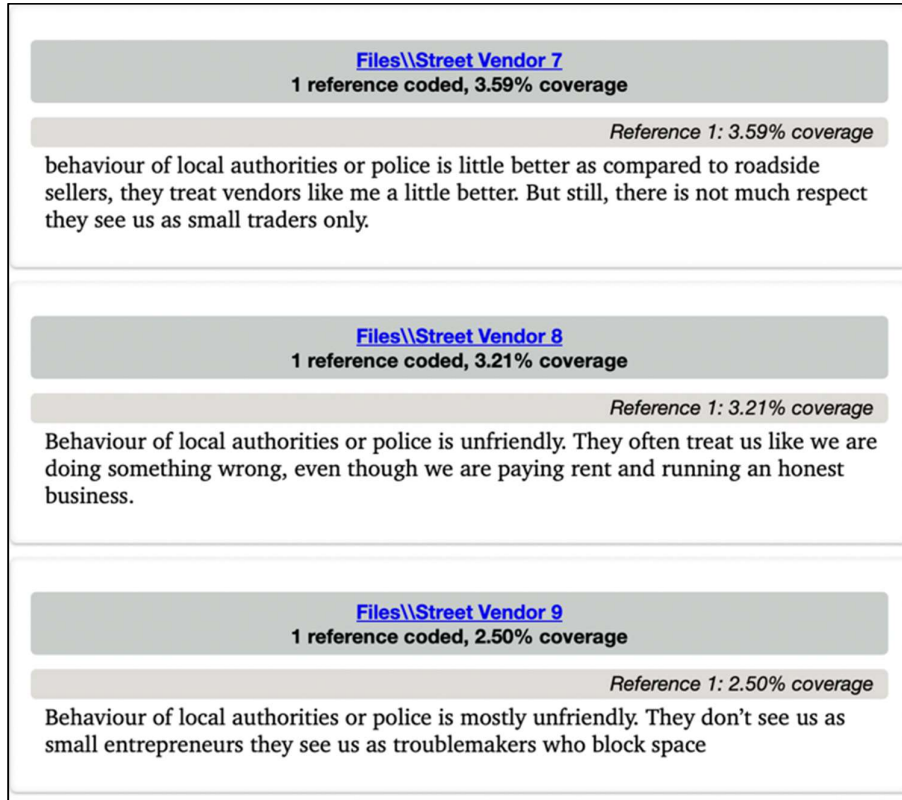 Files\\Street Vendor 7
1 reference coded, 3.59% coverage
Reference 1: 3.59% coverage
behaviour of local authorities or police is little better as compared to roadside
sellers, they treat vendors like me a little better. But still, there is not much respect
they see us as small traders only.
Files\\Street Vendor 8
1 reference coded, 3.21% coverage
Reference 1: 3.21% coverage
Behaviour of local authorities or police is unfriendly. They often treat us like we are
doing something wrong, even though we are paying rent and running an honest
business.
Files\\Street Vendor 9
1 reference coded, 2.50% coverage
Reference 1: 2.50% coverage
Behaviour of local authorities or police is mostly unfriendly. They don’t see us as
small entrepreneurs they see us as troublemakers who block space